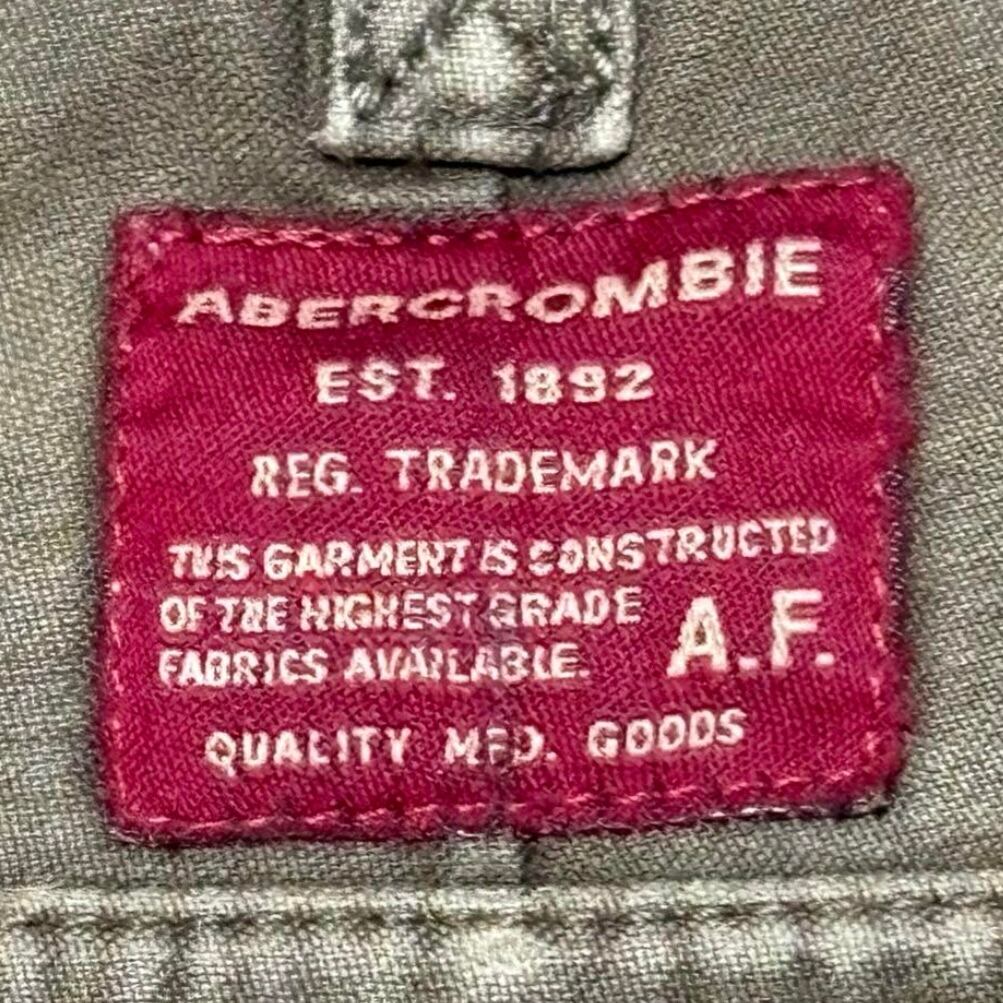 ABERCROMBIE
EST. 1892
REG. TRADEMARK
THIS GARMENT IS CONSTRUCTED
OF THE HIGHEST GRADE
FABRICS AVAILABLE.
A.F.
QUALITY MFD. GOODS